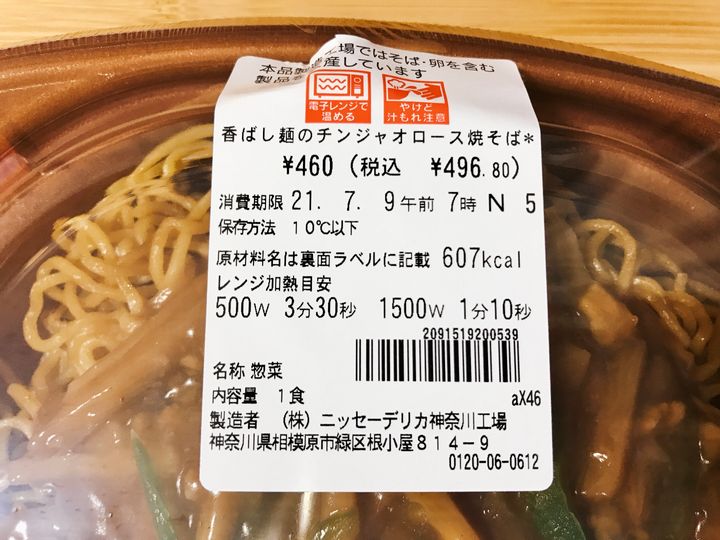 工場ではそば・卵を含む
本品製
製品
産しています
電子レンジで
温める
やけど
汁もれ注意
香ばし麺のチンジャオロース焼そば*
¥460(税込 ¥496.80)
消費期限 21. 7. 9午前 7時 N 5
保存方法 10℃以下
原材料名は裏面ラベルに記載 607kcal
レンジ加熱目安
500W 3分30秒 1500W 1分10秒
2091519200539
名称 惣菜
内容量 1食
aX46
製造者 (株)ニッセーデリカ神奈川工場
神奈川県相模原市緑区根小屋814-9
0120-06-0612